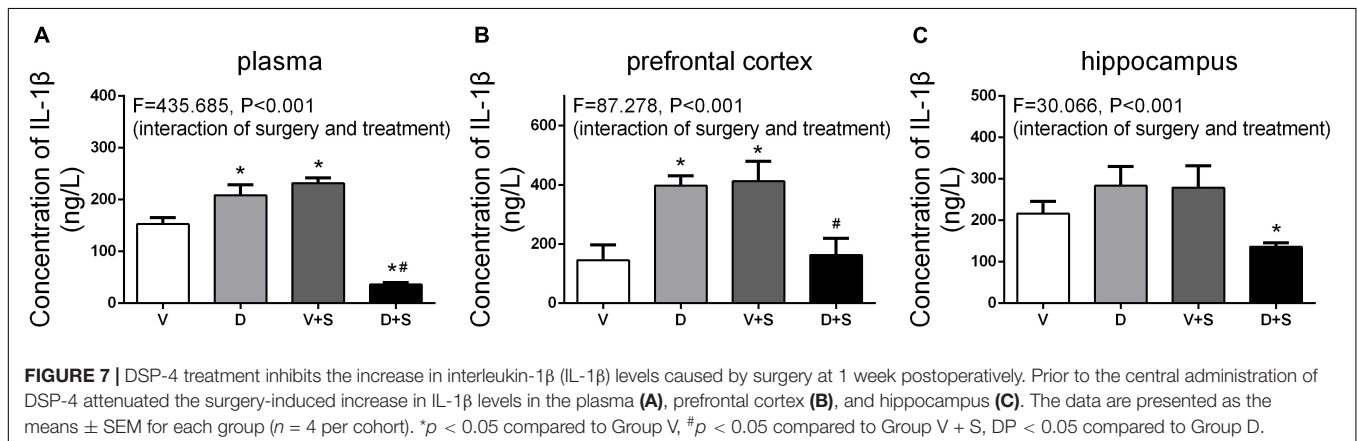 A
plasma
Concentration of IL-1β
(ng/L)
400
300
200
100
0
F=435.685, P<0.001
(interaction of surgery and treatment)
*
*
*#
V
D
V+S
D+S
B
prefrontal cortex
Concentration of IL-1β
(ng/L)
600
400
200
0
F=87.278, P<0.001
(interaction of surgery and treatment)
*
*
#
V
D
V+S
D+S
C
hippocampus
Concentration of IL-1β
(ng/L)
500
400
300
200
100
0
F=30.066, P<0.001
(interaction of surgery and treatment)
*
V
D
V+S
D+S
FIGURE 7 | DSP-4 treatment inhibits the increase in interleukin-1β (IL-1β) levels caused by surgery at 1 week postoperatively. Prior to the central administration of
DSP-4 attenuated the surgery-induced increase in IL-1β levels in the plasma (A), prefrontal cortex (B), and hippocampus (C). The data are presented as the
means ± SEM for each group (n = 4 per cohort). *p < 0.05 compared to Group V, #p < 0.05 compared to Group V + S, DP < 0.05 compared to Group D.